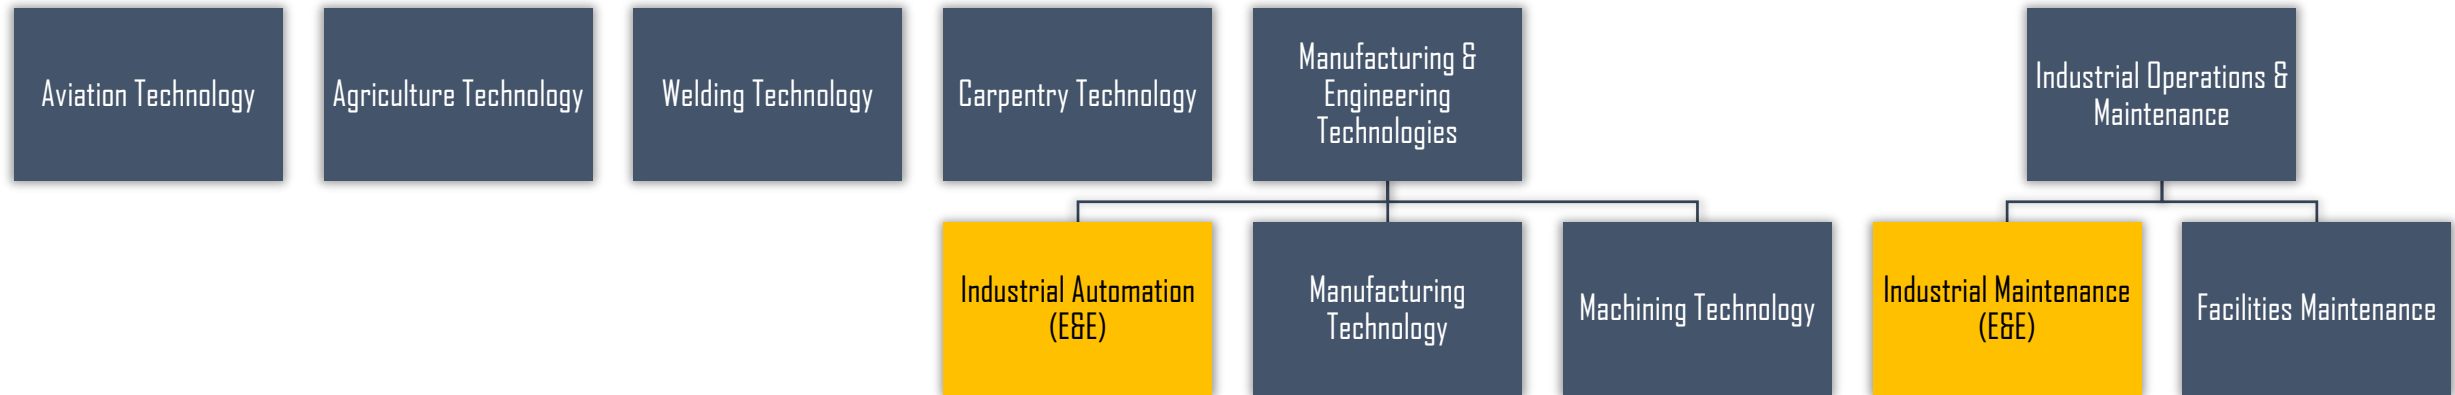 Aviation Technology
Agriculture Technology
Welding Technology
Carpentry Technology
Manufacturing &
Engineering
Technologies
Industrial Operations &
Maintenance
Industrial Automation
(E&E)
Manufacturing
Technology
Machining Technology
Industrial Maintenance
(E&E)
Facilities Maintenance